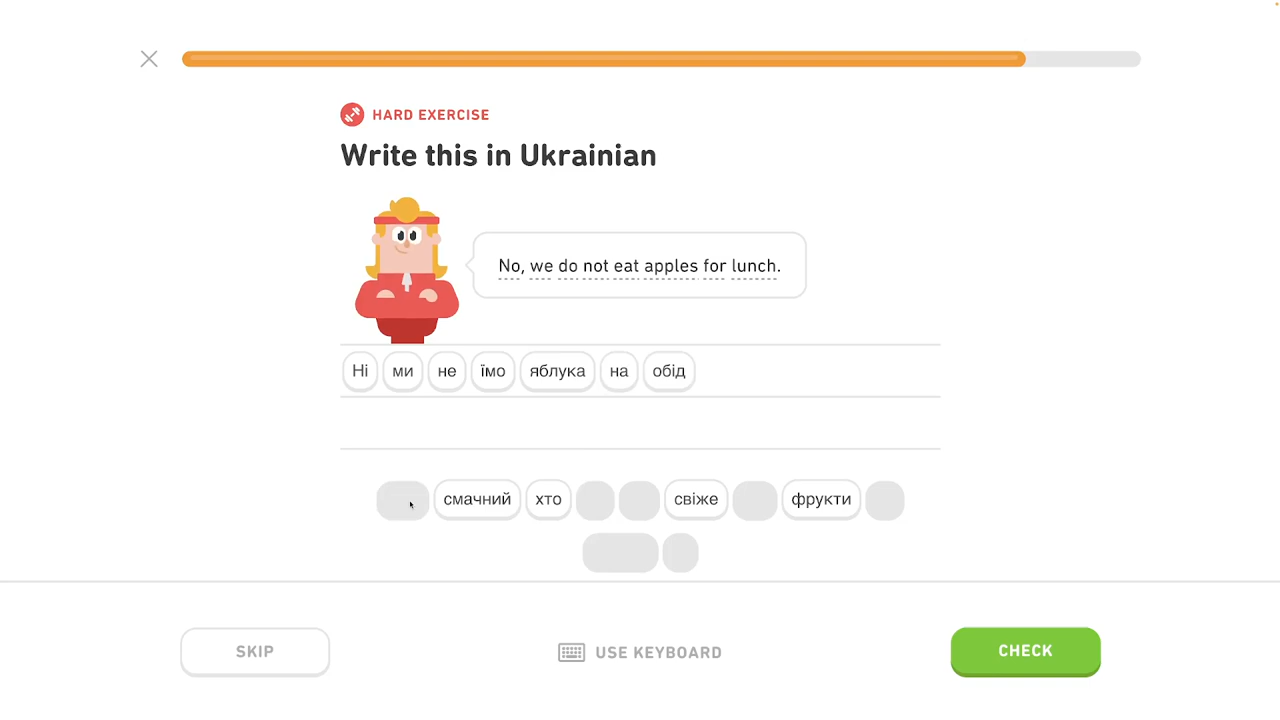 HARD EXERCISE
Write this in Ukrainian
No, we do not eat apples for lunch.
Ні ми не їмо яблука на обід
смачний хто свіже фрукти
SKIP
USE KEYBOARD
CHECK